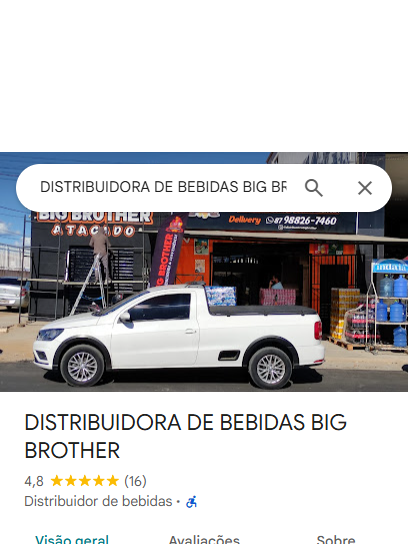 DISTRIBUIDORA DE BEBIDAS BIG BR
BIG BROTHER
ATACADO
BIG BROTHER
Delivery 87 98826-7460
DISTRIBUIDORA DE BEBIDAS BIG
BROTHER
4,8 (16)
Distribuidor de bebidas •
Visão geral Avaliações Sobre